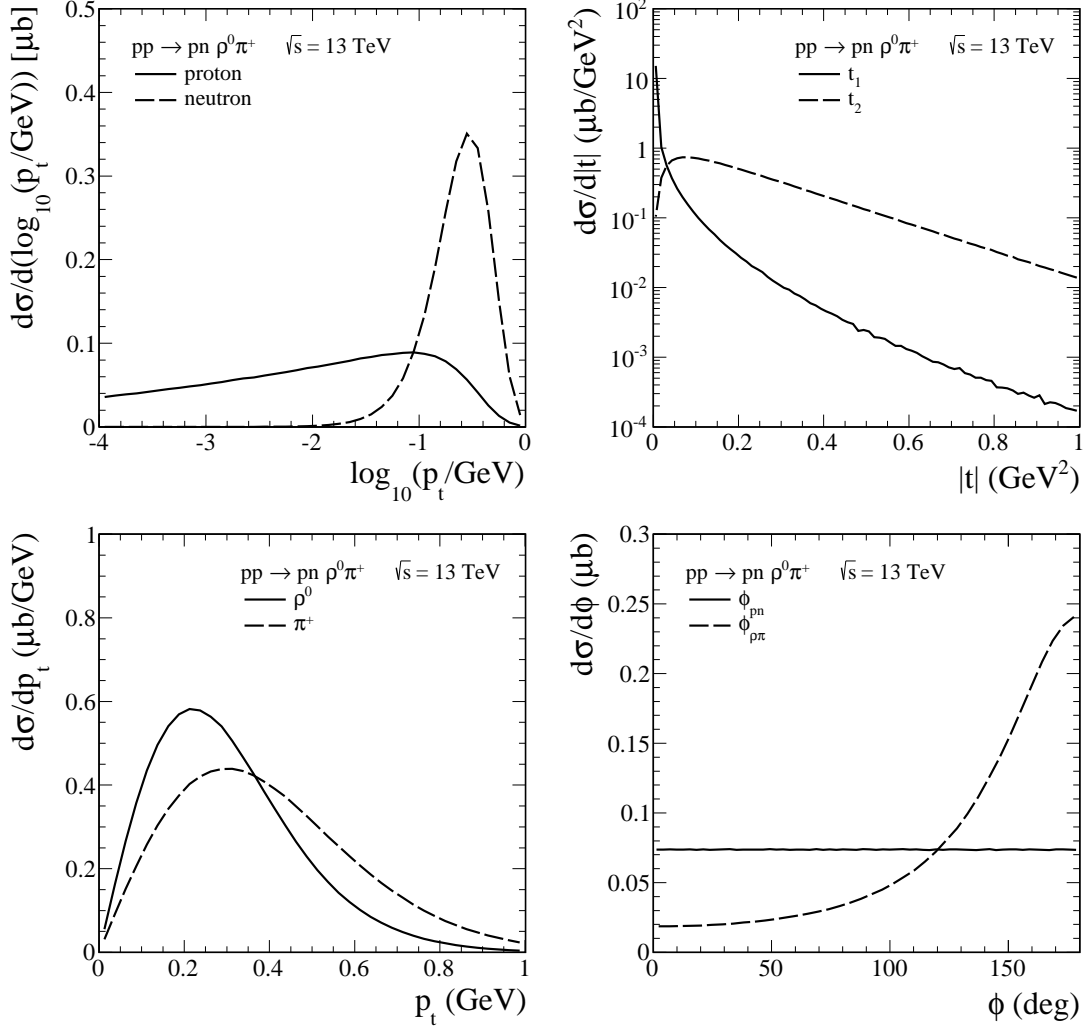 dσ/d(log₁₀(pₜ/GeV)) [μb]
0.5
0.4
0.3
0.2
0.1
0
pp → pn ρ⁰π⁺ √s = 13 TeV
proton
neutron
-4 -3 -2 -1 0
log₁₀(pₜ/GeV)
dσ/d|t| (μb/GeV²)
10²
10
1
10⁻¹
10⁻²
10⁻³
10⁻⁴
pp → pn ρ⁰π⁺ √s = 13 TeV
t₁
t₂
0 0.2 0.4 0.6 0.8 1
|t| (GeV²)
dσ/dpₜ (μb/GeV)
1
0.8
0.6
0.4
0.2
0
pp → pn ρ⁰π⁺ √s = 13 TeV
ρ⁰
π⁺
0 0.2 0.4 0.6 0.8 1
pₜ (GeV)
dσ/dϕ (μb)
0.3
0.25
0.2
0.15
0.1
0.05
0
pp → pn ρ⁰π⁺ √s = 13 TeV
ϕ_pn
ϕ_ρπ
0 50 100 150
ϕ (deg)